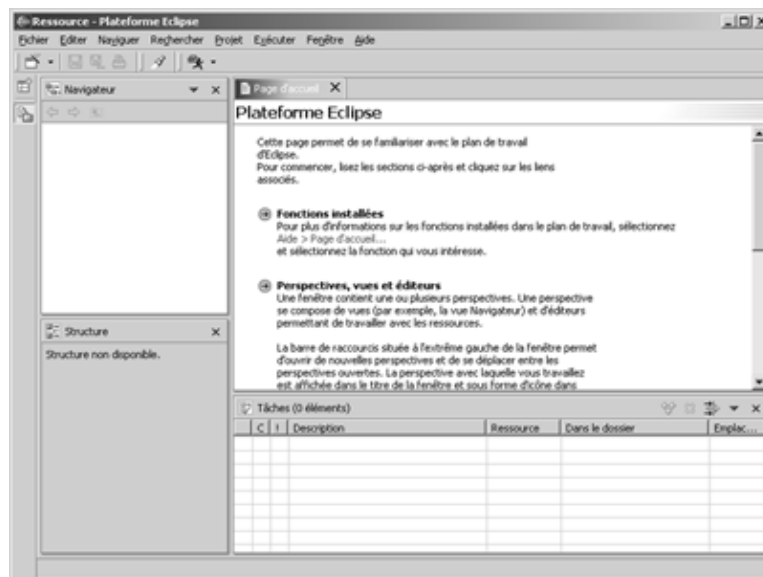 Ressource - Plateforme Eclipse
Fichier Editer Naviguer Rechercher Projet Exécuter Fenêtre Aide
Navigateur
Page d'accueil
Plateforme Eclipse
Cette page permet de se familiariser avec le plan de travail
d'Eclipse.
Pour commencer, lisez les sections ci-après et cliquez sur les liens
associés.
Fonctions installées
Pour plus d'informations sur les fonctions installées dans le plan de travail, sélectionnez
Aide > Page d'accueil...
et sélectionnez la fonction qui vous intéresse.
Perspectives, vues et éditeurs
Une fenêtre contient une ou plusieurs perspectives. Une perspective
se compose de vues (par exemple, la vue Navigateur) et d'éditeurs
permettant de travailler avec les ressources.
La barre de raccourcis située à l'extrême gauche de la fenêtre permet
d'ouvrir de nouvelles perspectives et de se déplacer entre les
perspectives ouvertes. La perspective avec laquelle vous travaillez
est affichée dans le titre de la fenêtre et sous forme d'icône dans
Structure
Structure non disponible.
Tâches (0 éléments)
C ! Description Ressource Dans le dossier Emplac...